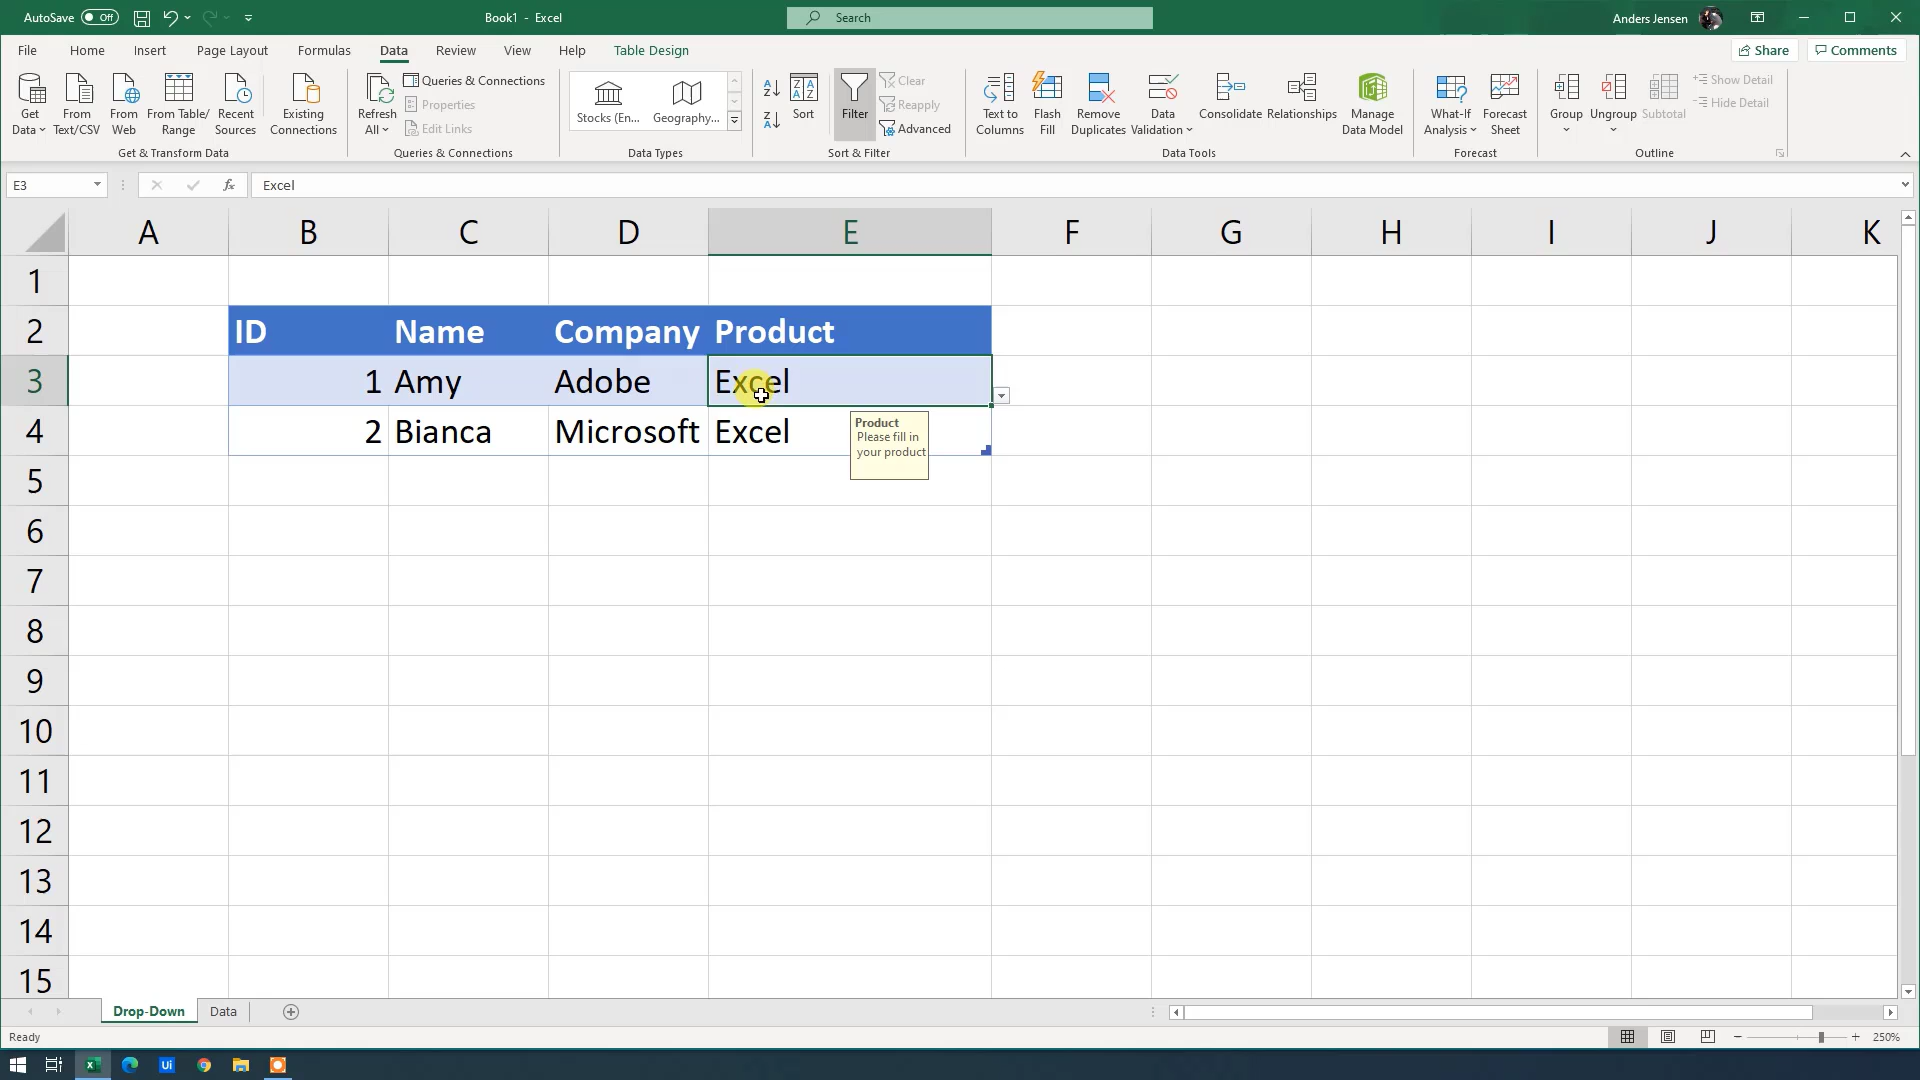 AutoSave Off
Book1 - Excel
Search
Anders Jensen
File Home Insert Page Layout Formulas Data Review View Help Table Design
Share Comments
Get Data
From Text/CSV
From Web
From Table/ Range
Recent Sources
Existing Connections
Get & Transform Data
Refresh All
Queries & Connections
Properties
Edit Links
Queries & Connections
Stocks (En...
Geography...
Data Types
Sort
Filter
Clear
Reapply
Advanced
Sort & Filter
Text to Columns
Flash Fill
Remove Duplicates
Data Validation
Consolidate
Relationships
Manage Data Model
Data Tools
What-If Analysis
Forecast Sheet
Forecast
Group
Ungroup
Subtotal
Show Detail
Hide Detail
Outline
E3
fx
Excel
A B C D E F G H I J K
1
2 ID Name Company Product
3 1 Amy Adobe Excel
4 2 Bianca Microsoft Excel
Product
Please fill in
your product
5
6
7
8
9
10
11
12
13
14
15
Drop-Down Data
Ready
250%
Ui